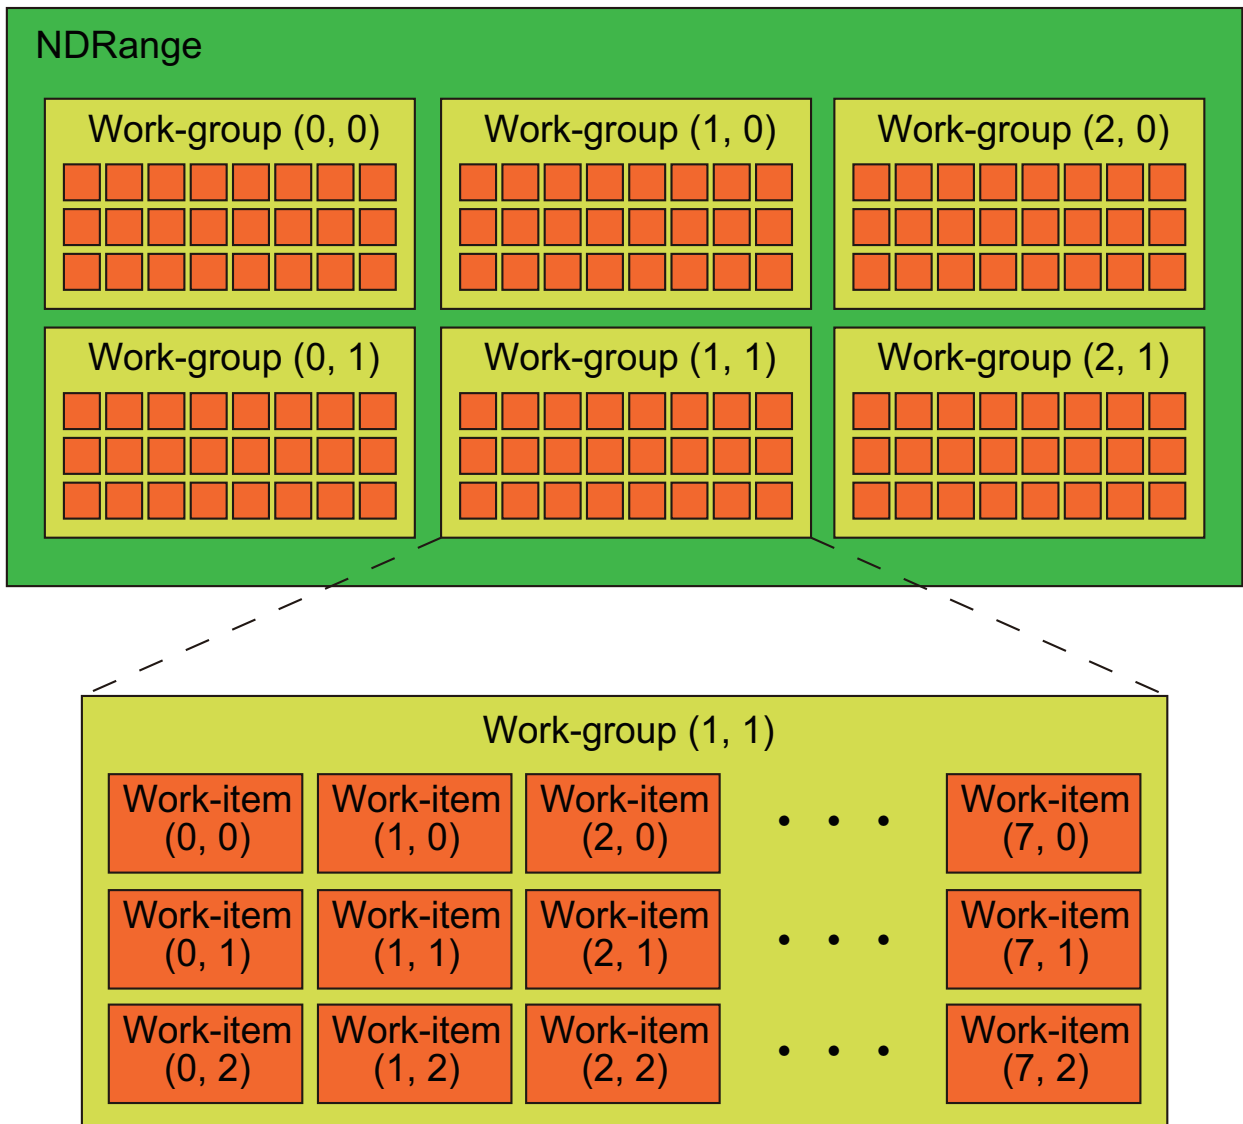 NDRange
Work-group (0, 0)
Work-group (1, 0)
Work-group (2, 0)
Work-group (0, 1)
Work-group (1, 1)
Work-group (2, 1)
Work-group (1, 1)
Work-item
(0, 0)
Work-item
(1, 0)
Work-item
(2, 0)
• • •
Work-item
(7, 0)
Work-item
(0, 1)
Work-item
(1, 1)
Work-item
(2, 1)
• • •
Work-item
(7, 1)
Work-item
(0, 2)
Work-item
(1, 2)
Work-item
(2, 2)
• • •
Work-item
(7, 2)